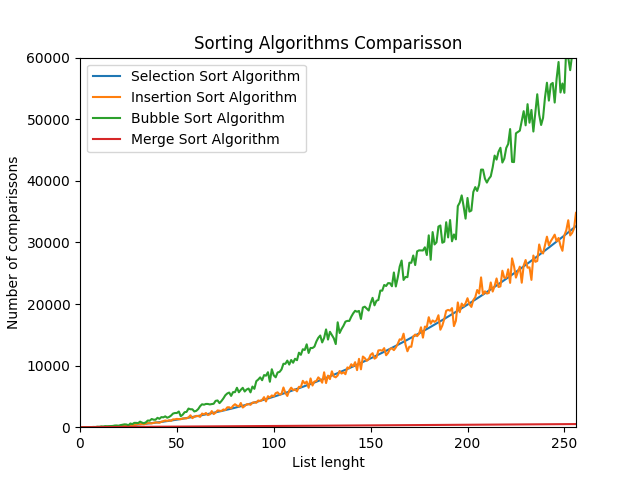 Sorting Algorithms Comparisson
60000
50000
40000
30000
20000
10000
0
Number of comparissons
Selection Sort Algorithm
Insertion Sort Algorithm
Bubble Sort Algorithm
Merge Sort Algorithm
0 50 100 150 200 250
List lenght